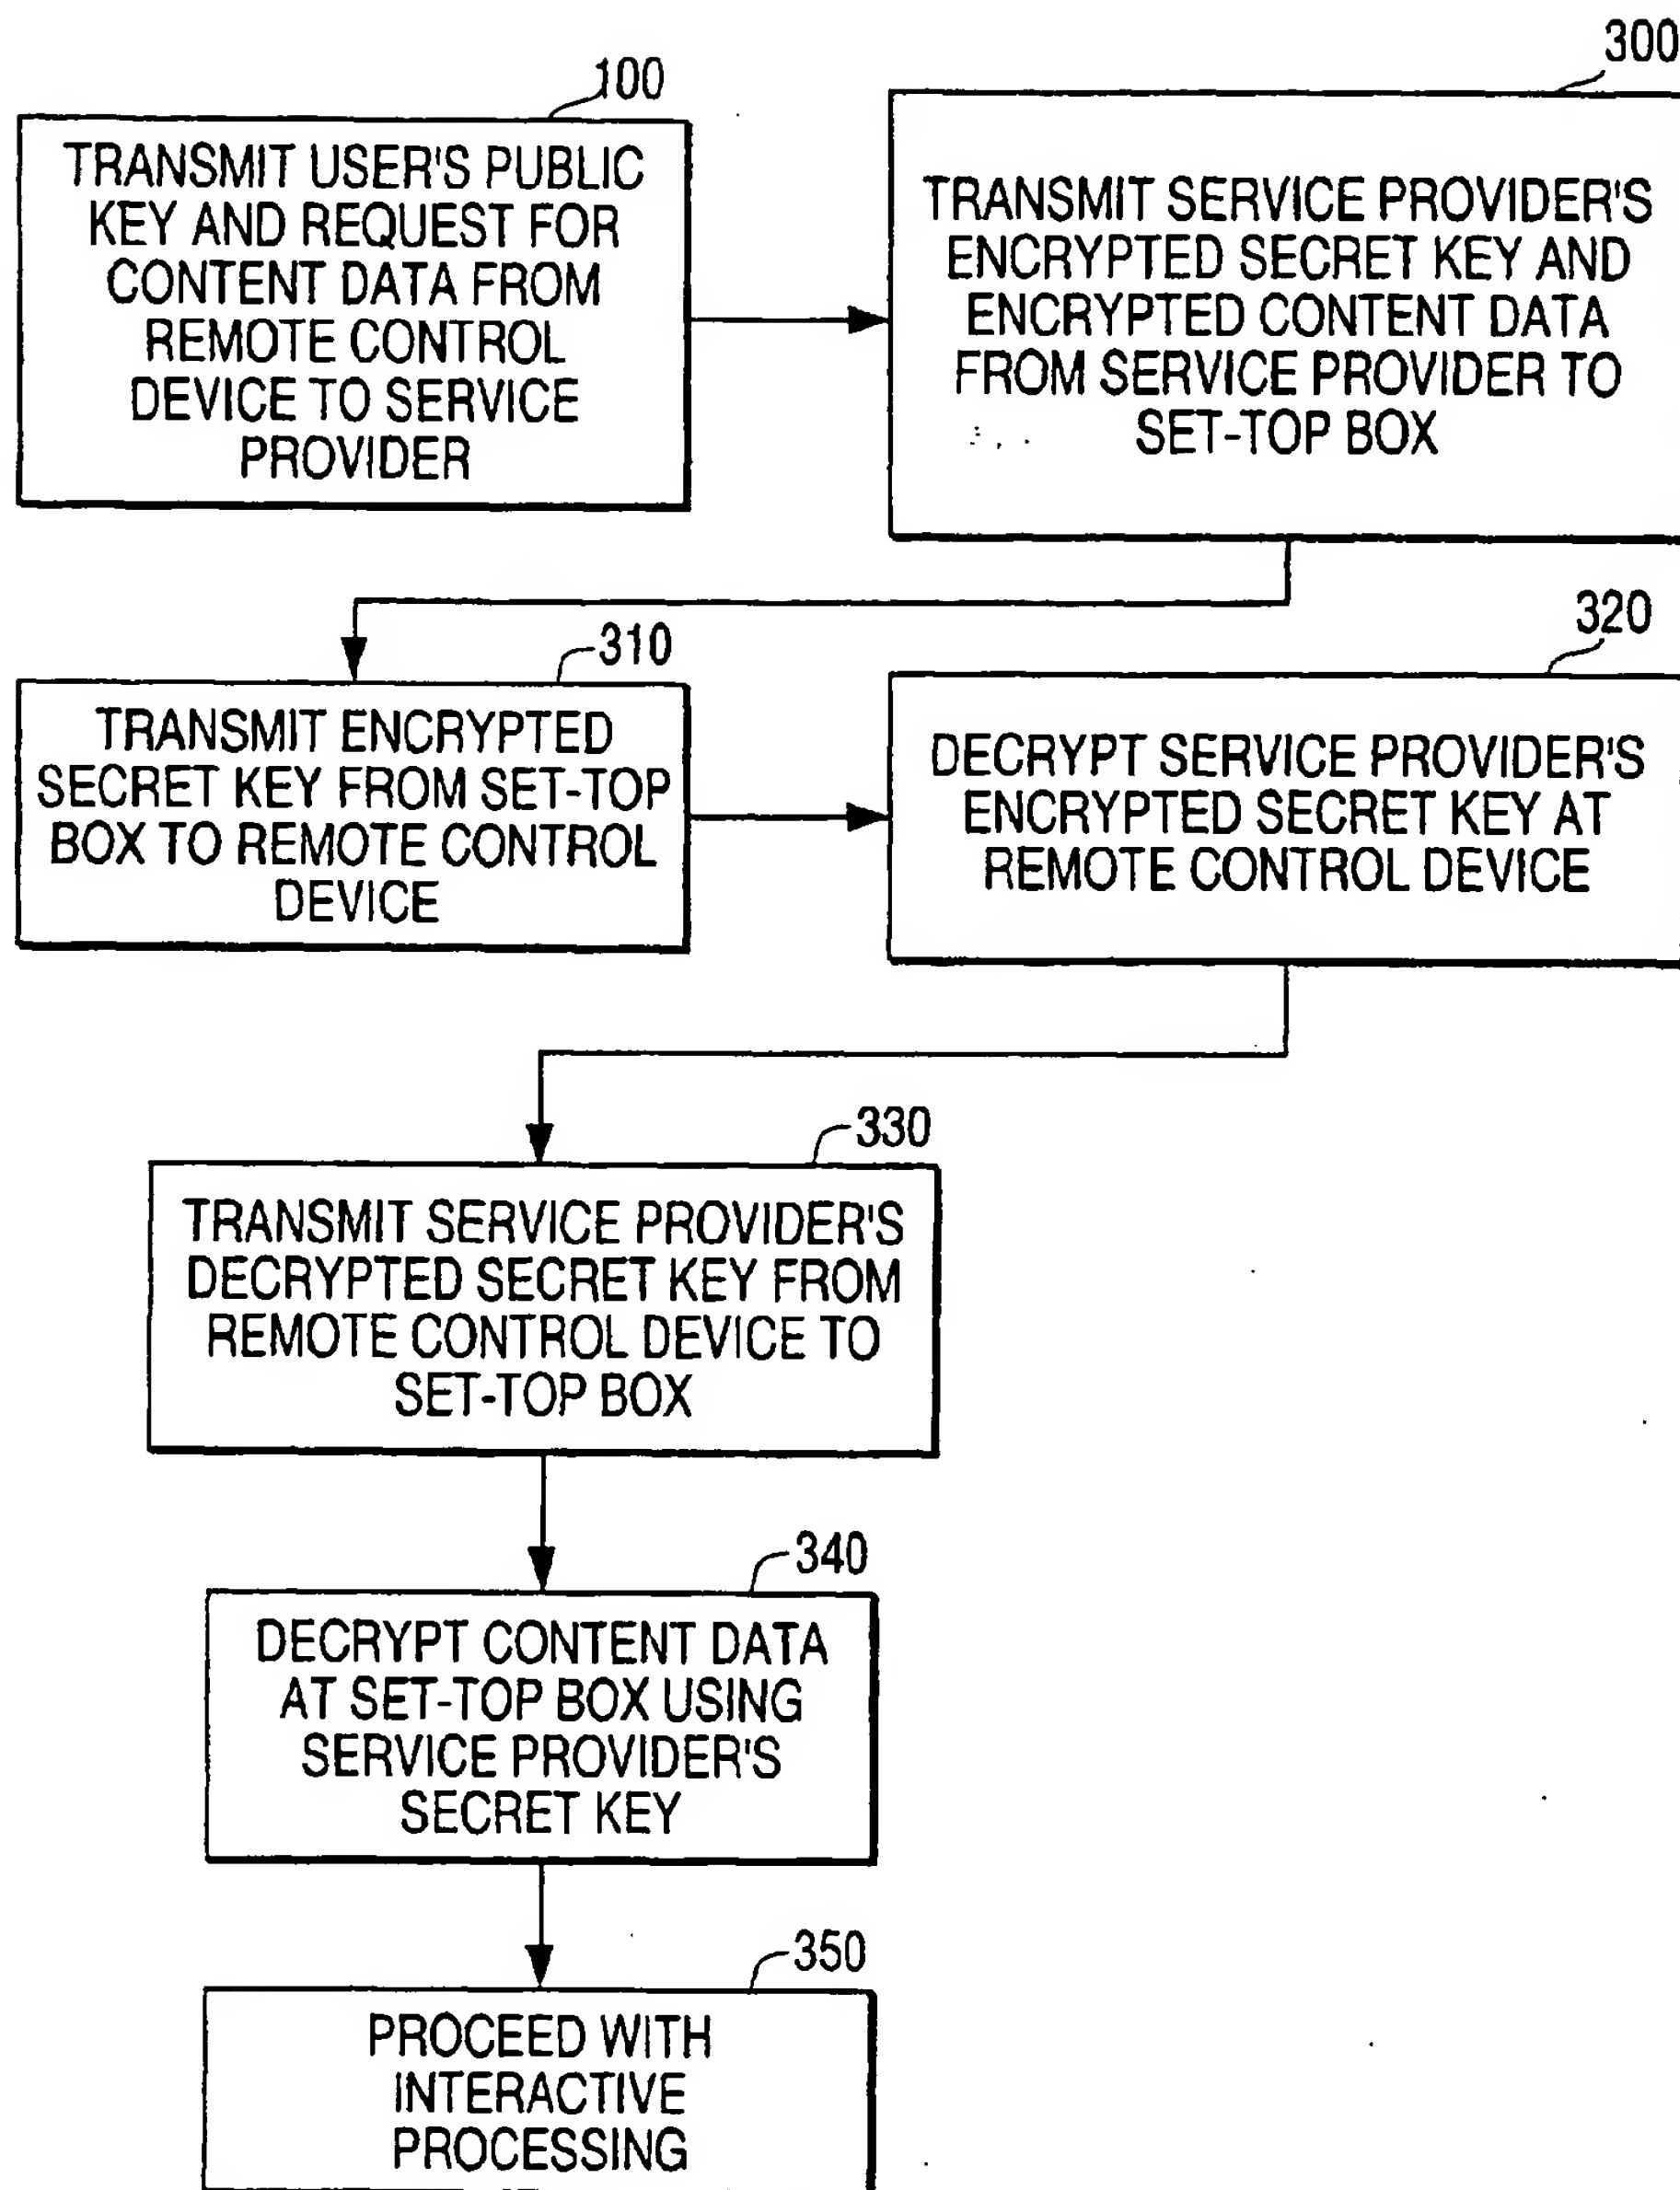 100
TRANSMIT USER'S PUBLIC
KEY AND REQUEST FOR
CONTENT DATA FROM
REMOTE CONTROL
DEVICE TO SERVICE
PROVIDER
300
TRANSMIT SERVICE PROVIDER'S
ENCRYPTED SECRET KEY AND
ENCRYPTED CONTENT DATA
FROM SERVICE PROVIDER TO
SET-TOP BOX
310
TRANSMIT ENCRYPTED
SECRET KEY FROM SET-TOP
BOX TO REMOTE CONTROL
DEVICE
320
DECRYPT SERVICE PROVIDER'S
ENCRYPTED SECRET KEY AT
REMOTE CONTROL DEVICE
330
TRANSMIT SERVICE PROVIDER'S
DECRYPTED SECRET KEY FROM
REMOTE CONTROL DEVICE TO
SET-TOP BOX
340
DECRYPT CONTENT DATA
AT SET-TOP BOX USING
SERVICE PROVIDER'S
SECRET KEY
350
PROCEED WITH
INTERACTIVE
PROCESSING